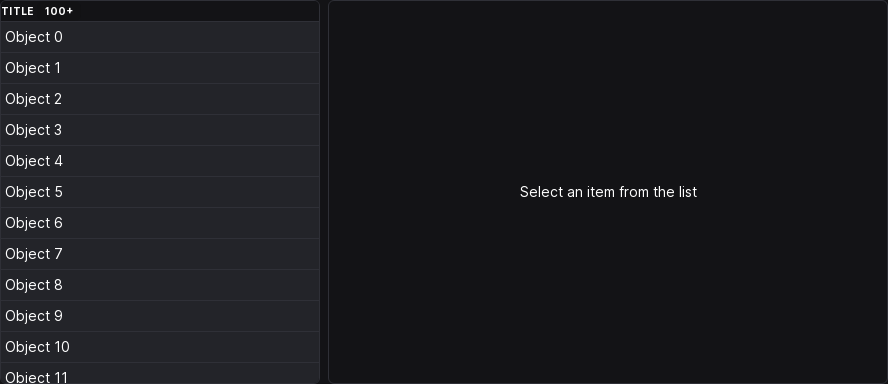 TITLE 100+
Object 0
Object 1
Object 2
Object 3
Object 4
Object 5
Object 6
Object 7
Object 8
Object 9
Object 10
Object 11
Select an item from the list